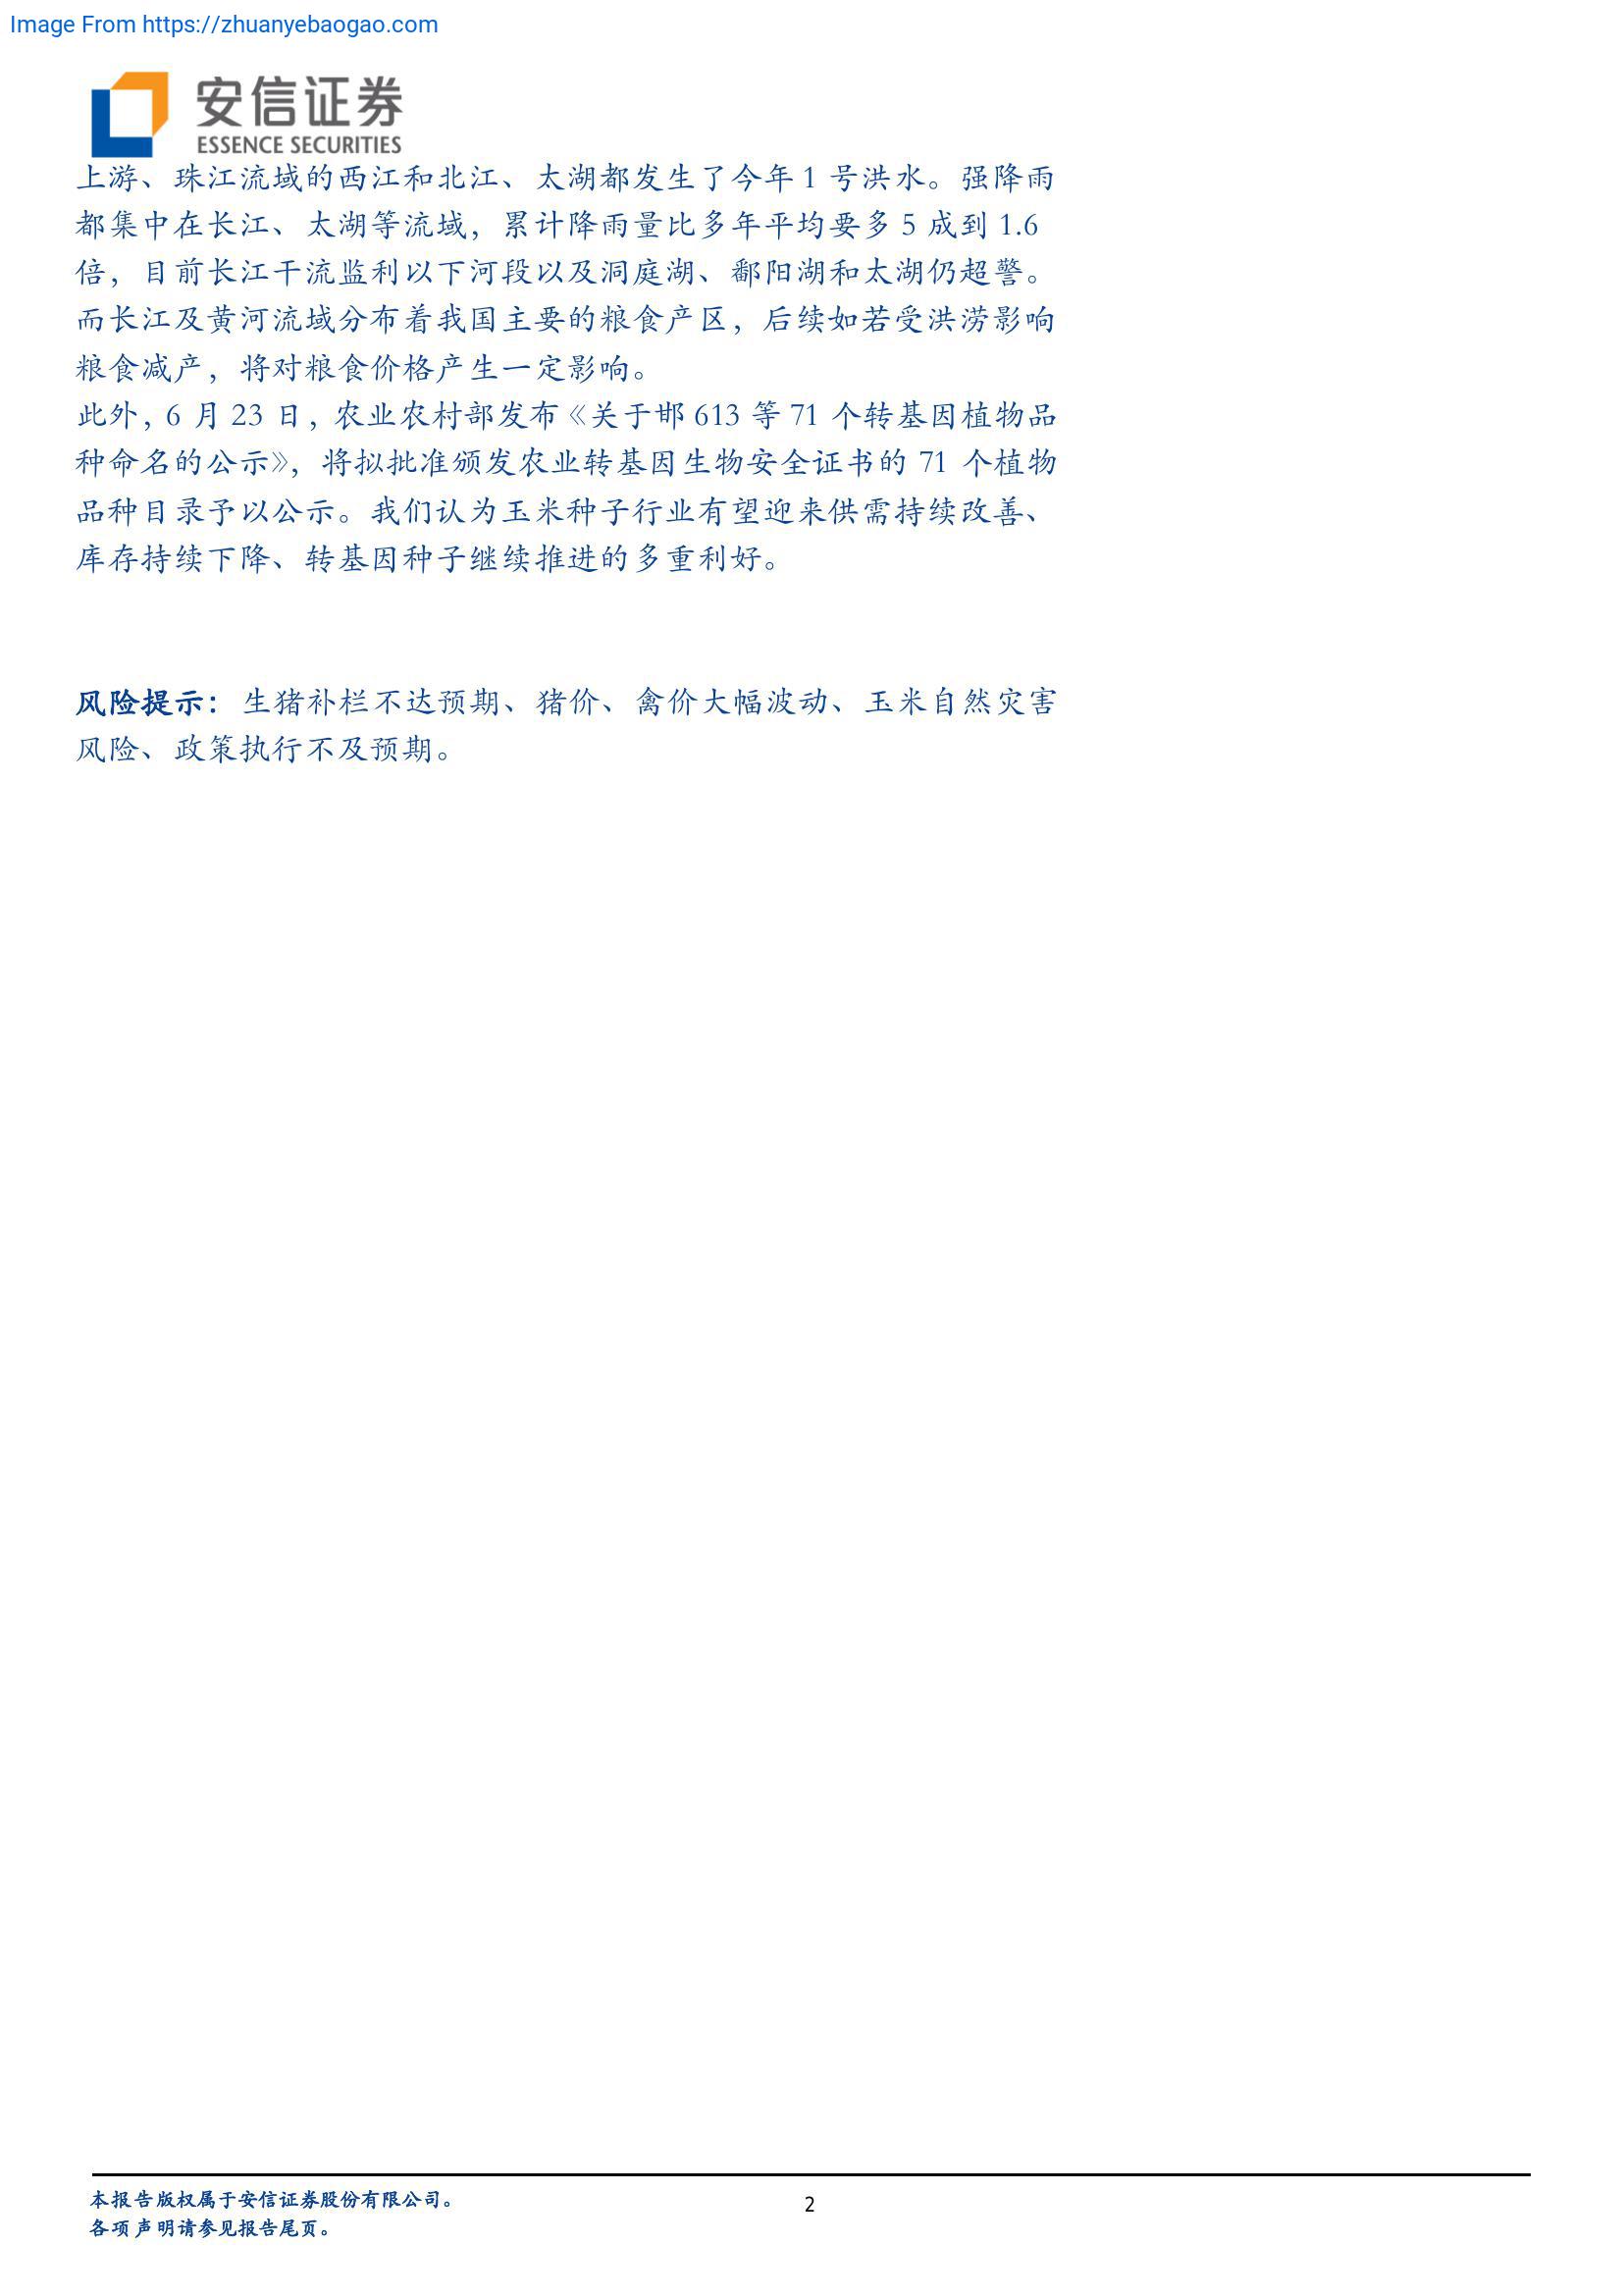 Image From https://zhuanyebaogao.com
安信证券
ESSENCE SECURITIES
上游、珠江流域的西江和北江、太湖都发生了今年 1 号洪水。强降雨
都集中在长江、太湖等流域，累计降雨量比多年平均要多 5 成到 1.6
倍，目前长江干流监利以下河段以及洞庭湖、鄱阳湖和太湖仍超警。
而长江及黄河流域分布着我国主要的粮食产区，后续如若受洪涝影响
粮食减产，将对粮食价格产生一定影响。
此外，6 月 23 日，农业农村部发布《关于邯 613 等 71 个转基因植物品
种命名的公示》，将拟批准颁发农业转基因生物安全证书的 71 个植物
品种目录予以公示。我们认为玉米种子行业有望迎来供需持续改善、
库存持续下降、转基因种子继续推进的多重利好。
风险提示： 生猪补栏不达预期、猪价、禽价大幅波动、玉米自然灾害
风险、政策执行不及预期。
本报告版权属于安信证券股份有限公司。
各项声明请参见报告尾页。
2